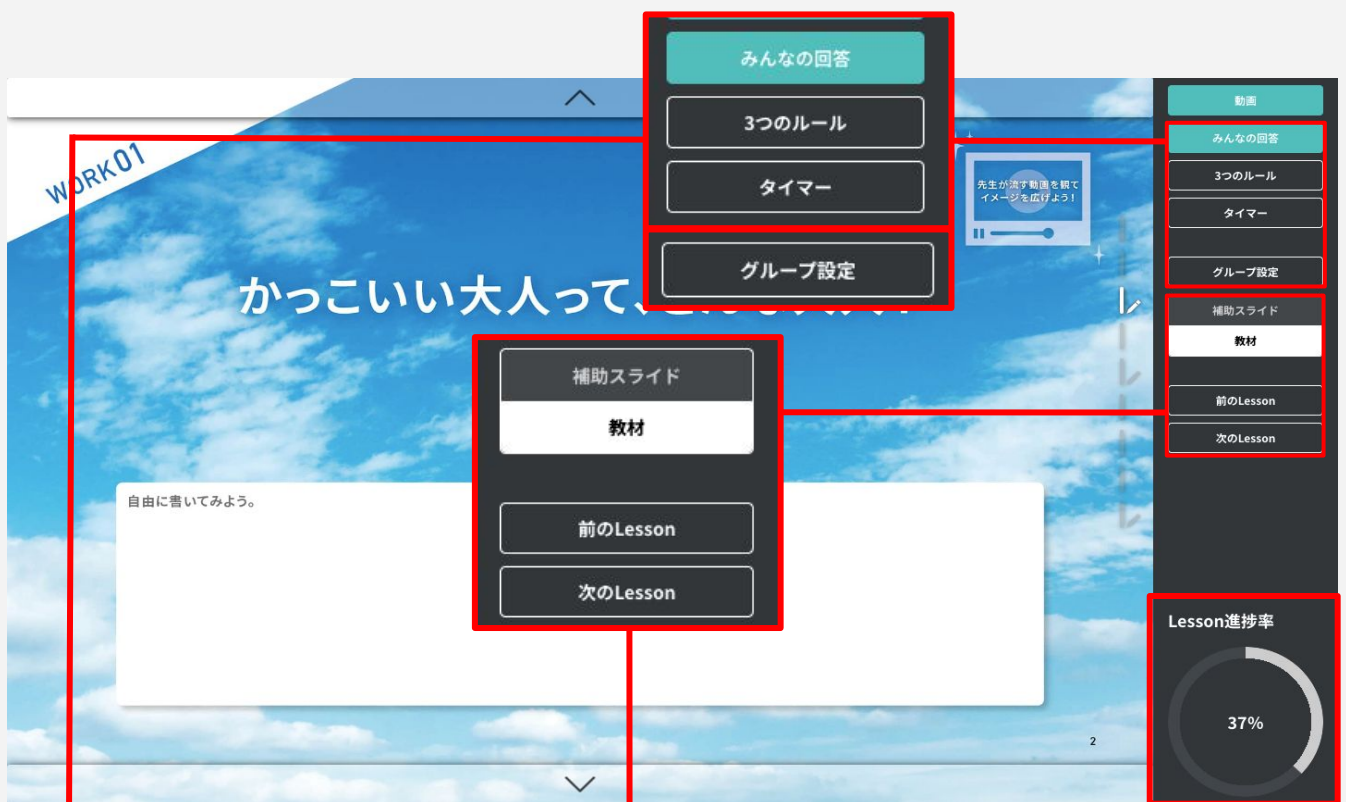 みんなの回答
3つのルール
タイマー
グループ設定
WORK01
先生が流す動画を観て
イメージを広げよう!
かっこいい大人って、
補助スライド
教材
前のLesson
次のLesson
自由に書いてみよう。
2
動画
みんなの回答
3つのルール
タイマー
グループ設定
補助スライド
教材
前のLesson
次のLesson
Lesson進捗率
37%